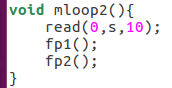 void mloop2(){
    read(0,s,10);
    fp1();
    fp2();
}